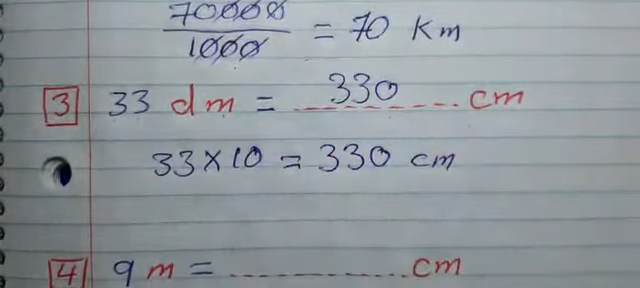 70000
1000 = 70 Km
3 33 dm = ---330--- cm
33×10 = 330 cm
4 9 m = ------------ cm